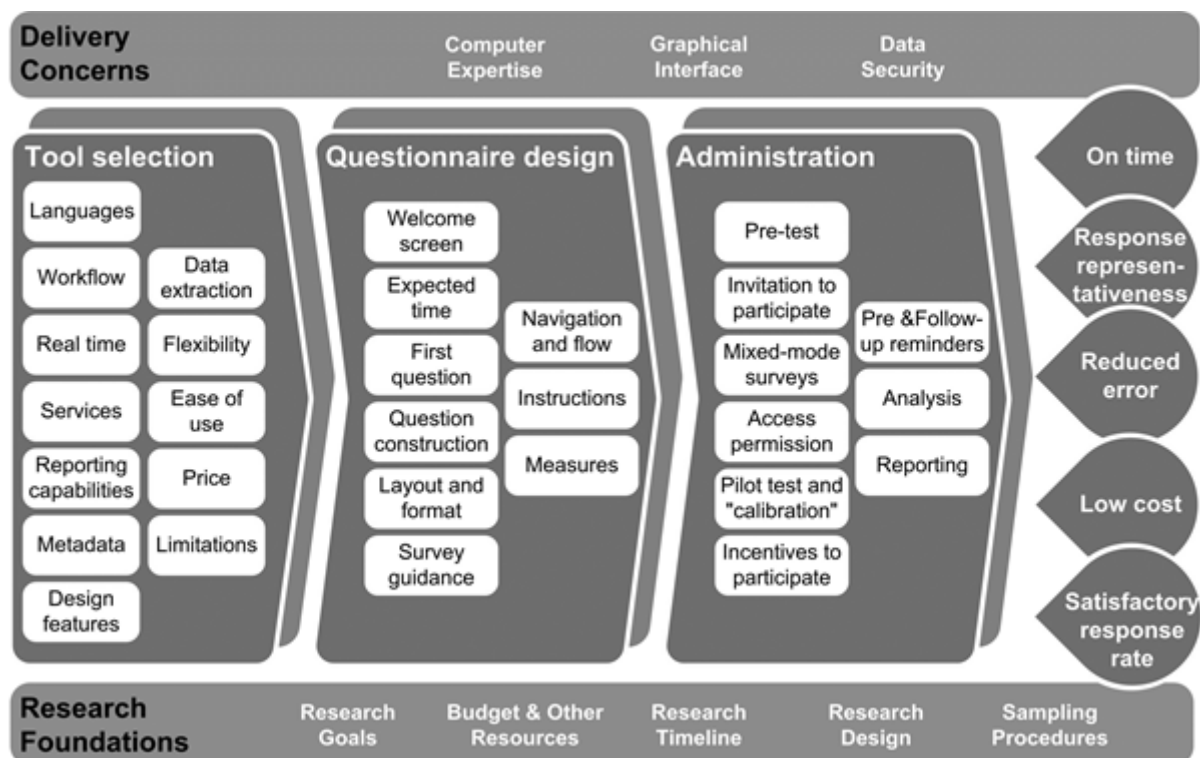 Delivery
Concerns
Computer
Expertise
Graphical
Interface
Data
Security
Tool selection
Languages
Workflow
Real time
Services
Reporting
capabilities
Metadata
Design
features
Data
extraction
Flexibility
Ease of
use
Price
Limitations
Questionnaire design
Welcome
screen
Expected
time
First
question
Question
construction
Layout and
format
Survey
guidance
Navigation
and flow
Instructions
Measures
Administration
Pre-test
Invitation to
participate
Mixed-mode
surveys
Access
permission
Pilot test and
"calibration"
Incentives to
participate
Pre &Follow-
up reminders
Analysis
Reporting
On time
Response
represen-
tativeness
Reduced
error
Low cost
Satisfactory
response
rate
Research
Foundations
Research
Goals
Budget & Other
Resources
Research
Timeline
Research
Design
Sampling
Procedures